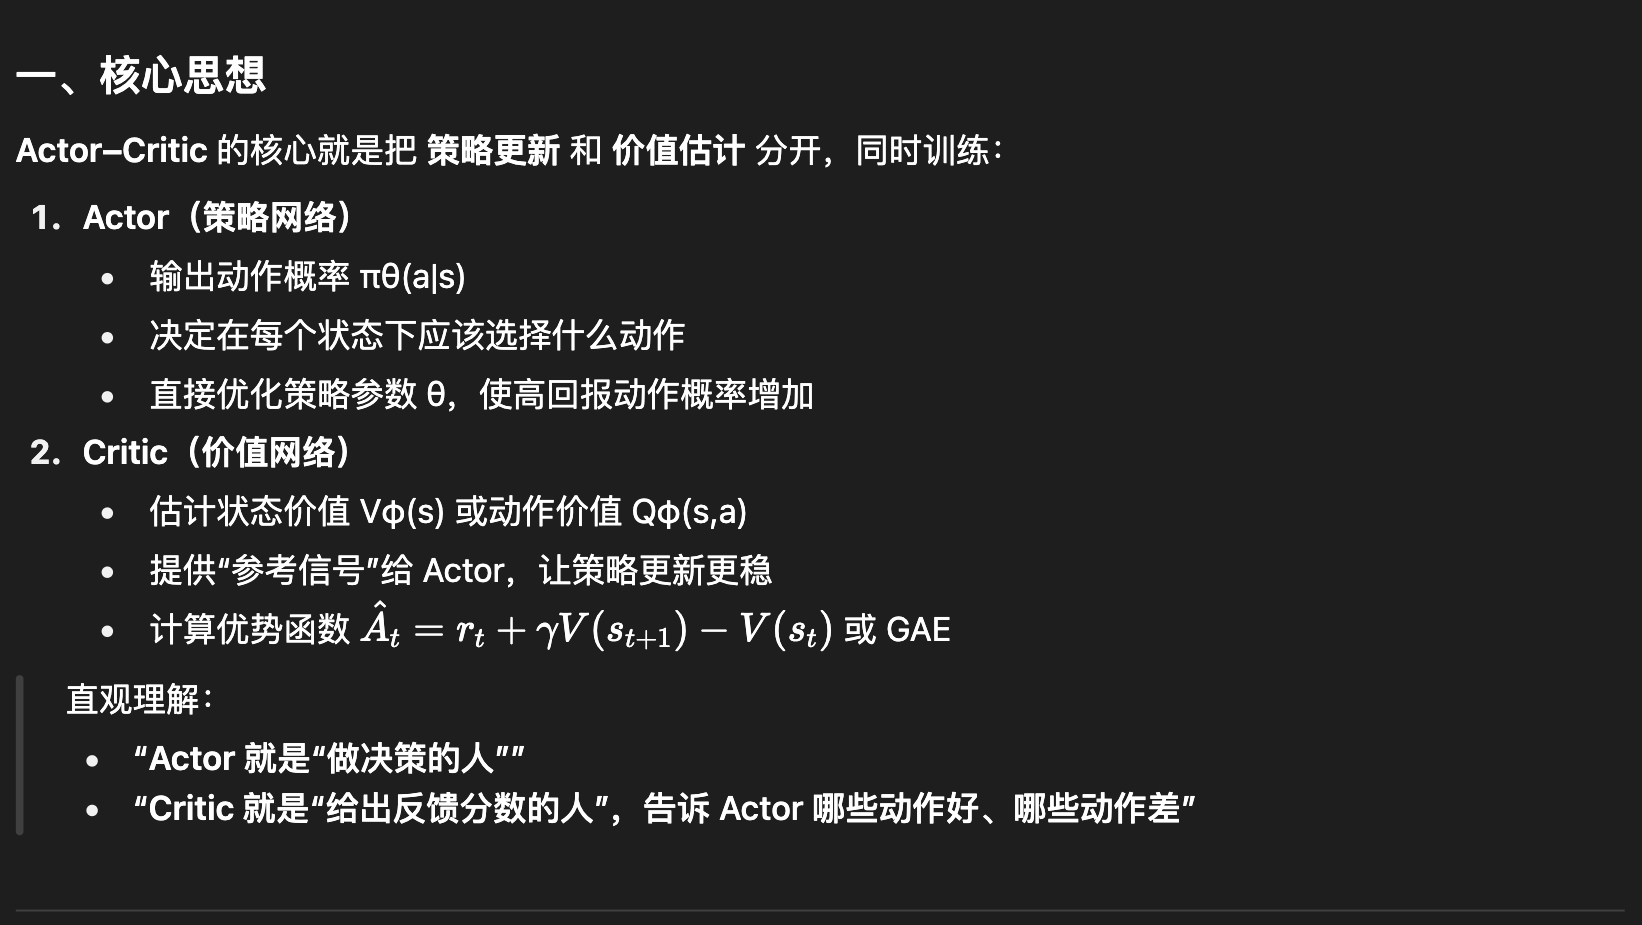 一、核心思想
Actor–Critic 的核心就是把 策略更新 和 价值估计 分开，同时训练：
1. Actor（策略网络）
• 输出动作概率 πθ(a|s)
• 决定在每个状态下应该选择什么动作
• 直接优化策略参数 θ，使高回报动作概率增加
2. Critic（价值网络）
• 估计状态价值 Vϕ(s) 或动作价值 Qϕ(s,a)
• 提供“参考信号”给 Actor，让策略更新更稳
• 计算优势函数 Â_t = r_t + γV(s_{t+1}) − V(s_t) 或 GAE
直观理解：
• “Actor 就是“做决策的人””
• “Critic 就是“给出反馈分数的人”，告诉 Actor 哪些动作好、哪些动作差”